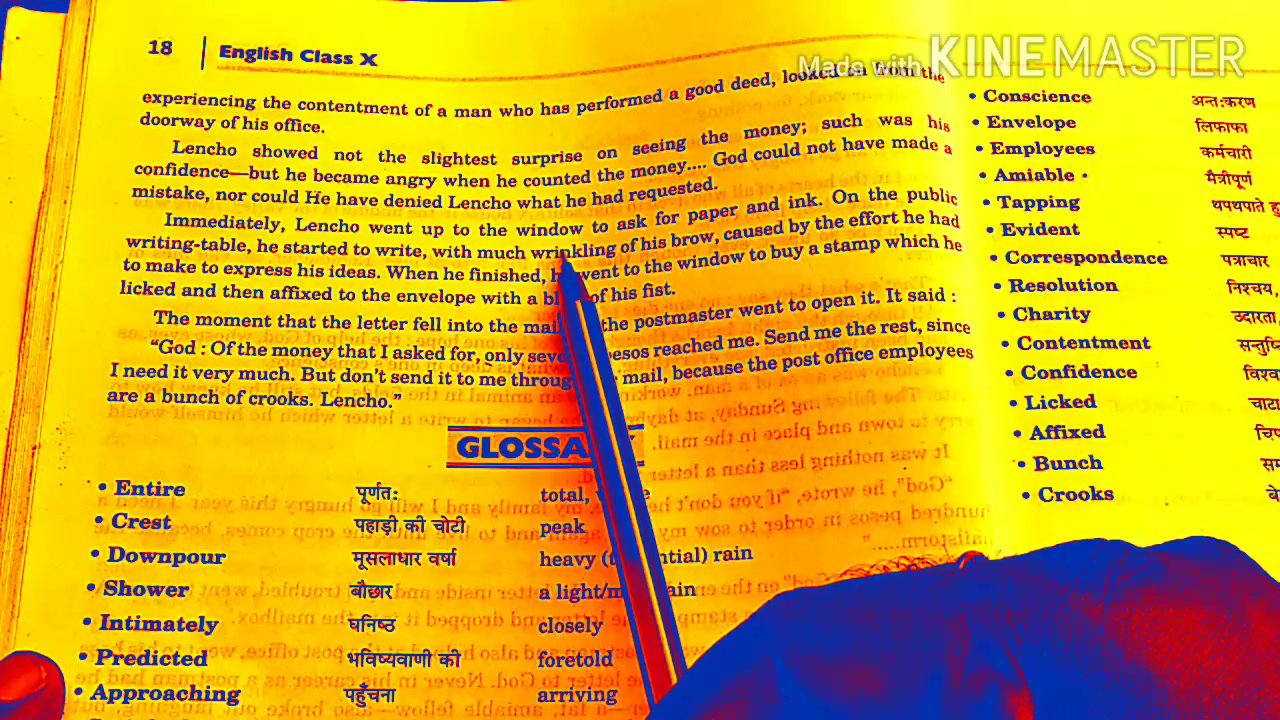 Made with KINEMASTER
18 English Class X
experiencing the contentment of a man who has performed a good deed, looked on from the
doorway of his office.
Lencho showed not the slightest surprise on seeing the money; such was his
confidence—but he became angry when he counted the money.... God could not have made a
mistake, nor could He have denied Lencho what he had requested.
Immediately, Lencho went up to the window to ask for paper and ink. On the public
writing-table, he started to write, with much wrinkling of his brow, caused by the effort he had
to make to express his ideas. When he finished, he went to the window to buy a stamp which he
licked and then affixed to the envelope with a bl of his fist.
The moment that the letter fell into the mai the postmaster went to open it. It said :
“God : Of the money that I asked for, only seve pesos reached me. Send me the rest, since
I need it very much. But don’t send it to me throug mail, because the post office employees
are a bunch of crooks. Lencho.”
GLOSSA
• Entire पूर्णतः total,
• Crest पहाड़ी की चोटी peak
• Downpour मूसलाधार वर्षा heavy (t ntial) rain
• Shower बौछार a light/m ain
• Intimately घनिष्ठ closely
• Predicted भविष्यवाणी की foretold
• Approaching पहुँचना arriving
• Conscience अन्तःकरण
• Envelope लिफाफा
• Employees कर्मचारी
• Amiable • मैत्रीपूर्ण
• Tapping थपथपाते
• Evident स्पष्ट
• Correspondence पत्राचार
• Resolution निश्चय,
• Charity उदारता,
• Contentment
• Confidence
• Licked
• Affixed
• Bunch
• Crooks